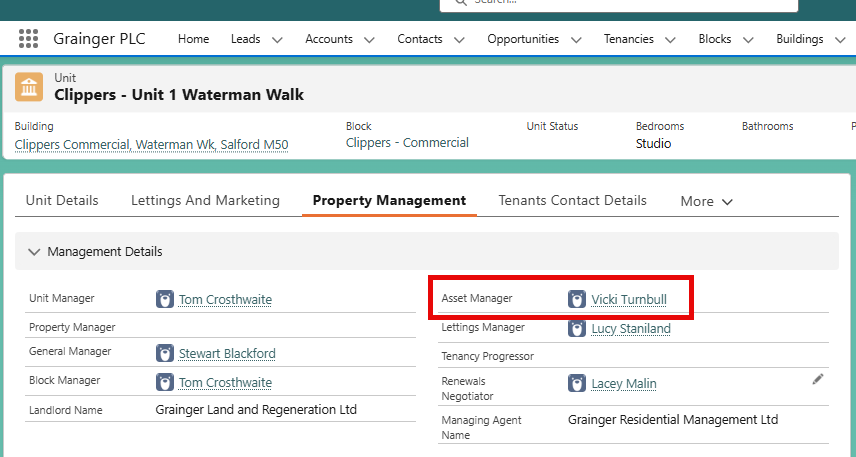 Search...
Grainger PLC Home Leads Accounts Contacts Opportunities Tenancies Blocks Buildings
Unit
Clippers - Unit 1 Waterman Walk
Building Block Unit Status Bedrooms Bathrooms P
Clippers Commercial, Waterman Wk, Salford M50 Clippers - Commercial Studio
Unit Details Lettings And Marketing Property Management Tenants Contact Details More
Management Details
Unit Manager Tom Crosthwaite Asset Manager Vicki Turnbull
Property Manager Lettings Manager Lucy Staniland
General Manager Stewart Blackford Tenancy Progressor
Block Manager Tom Crosthwaite Renewals Negotiator Lacey Malin
Landlord Name Grainger Land and Regeneration Ltd Managing Agent Name Grainger Residential Management Ltd